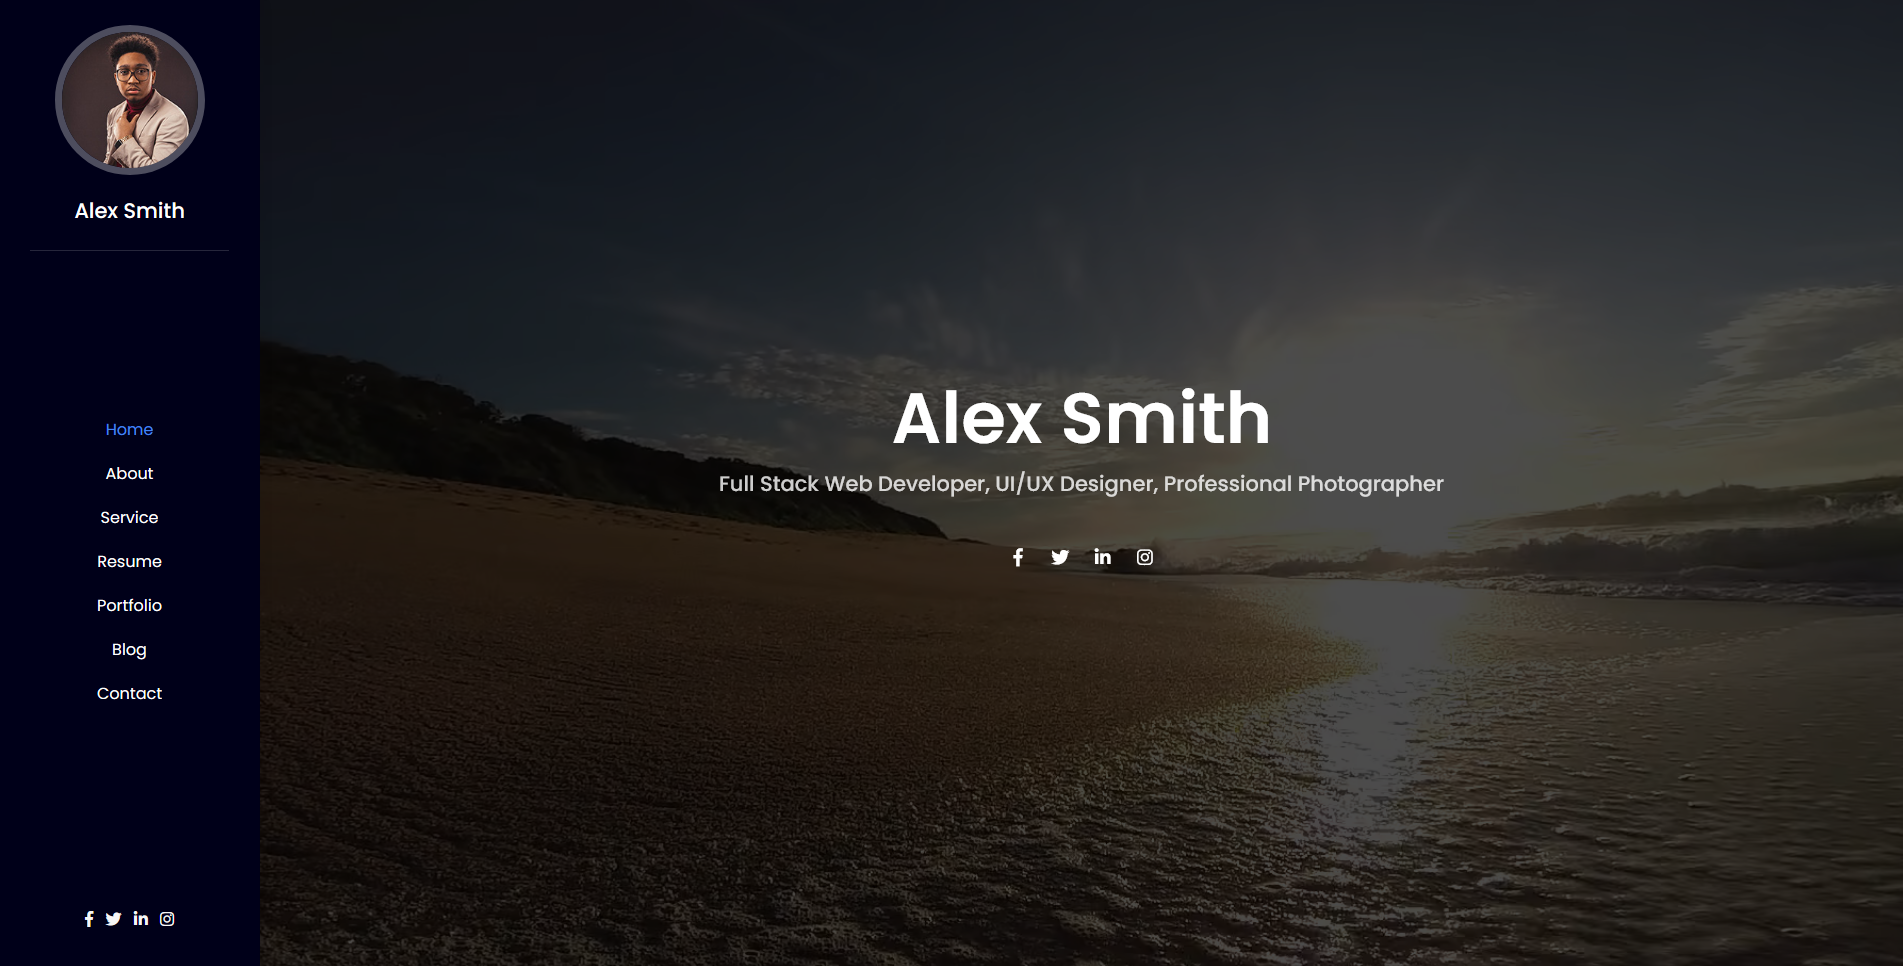 Alex Smith
Home
About
Service
Resume
Portfolio
Blog
Contact
Alex Smith
Full Stack Web Developer, UI/UX Designer, Professional Photographer